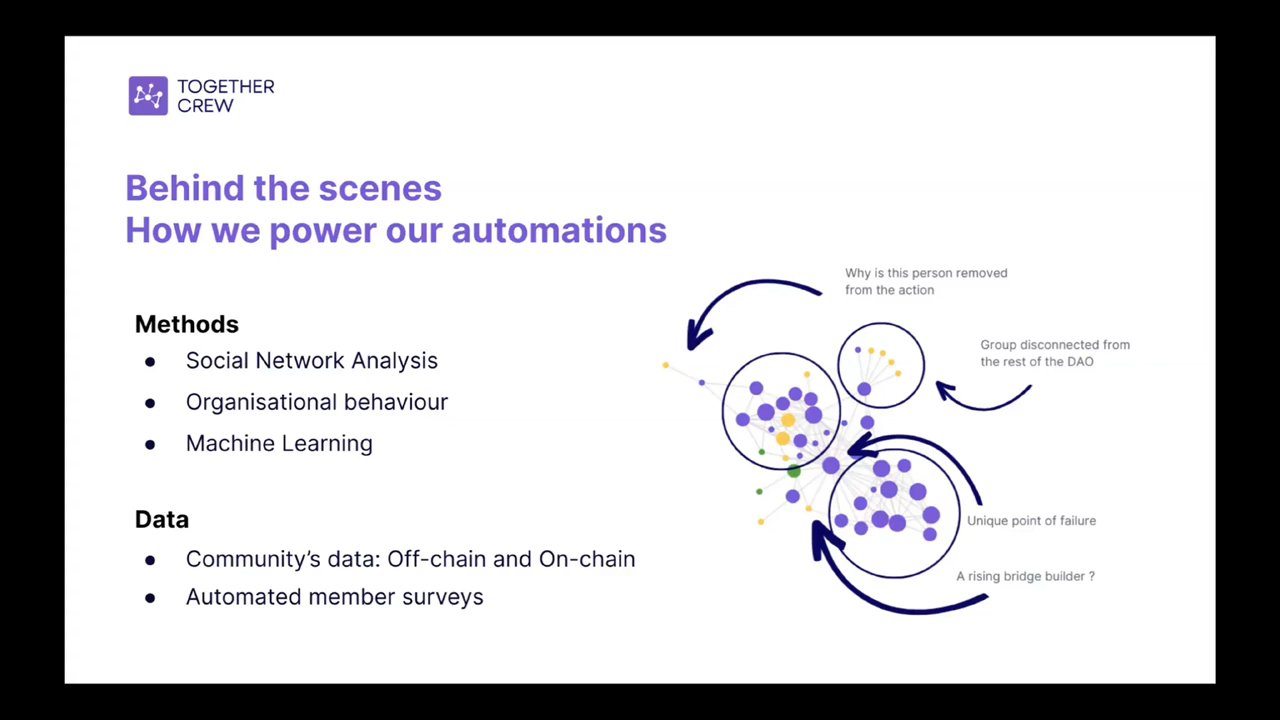 TOGETHER
CREW
Behind the scenes
How we power our automations
Methods
● Social Network Analysis
● Organisational behaviour
● Machine Learning
Data
● Community’s data: Off-chain and On-chain
● Automated member surveys
Why is this person removed
from the action
Group disconnected from
the rest of the DAO
Unique point of failure
A rising bridge builder ?